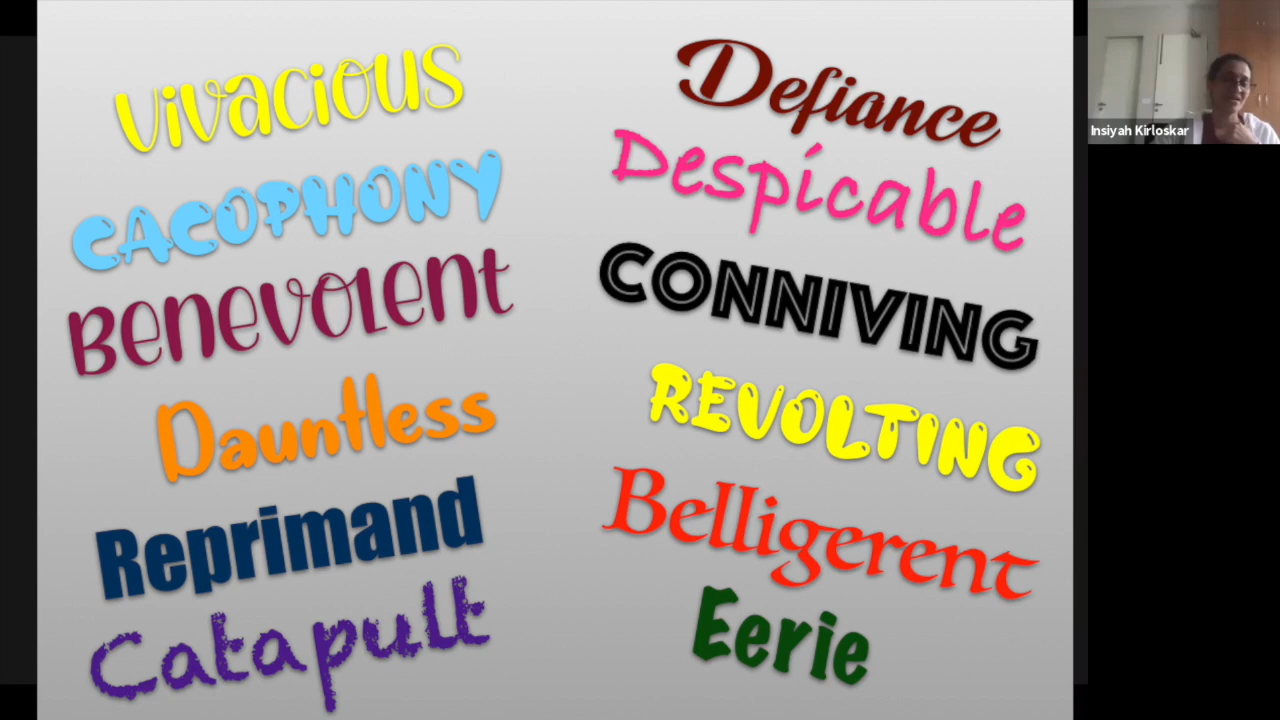 Vivacious
CACOPHONY
Benevolent
Dauntless
Reprimand
Catapult
Defiance
Despicable
CONNIVING
REVOLTING
Belligerent
Eerie
Insiyah Kirloskar